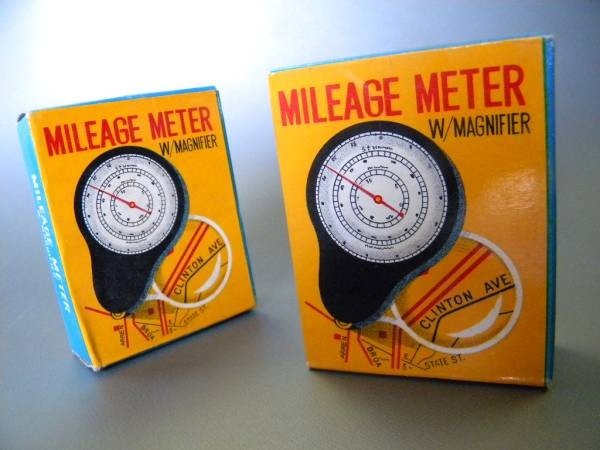 MILEAGE METER
W/MAGNIFIER
CLINTON AVE
STATE ST.
MILEAGE METER
MILEAGE METER
W/MAGNIFIER
CLINTON AVE
STATE ST.